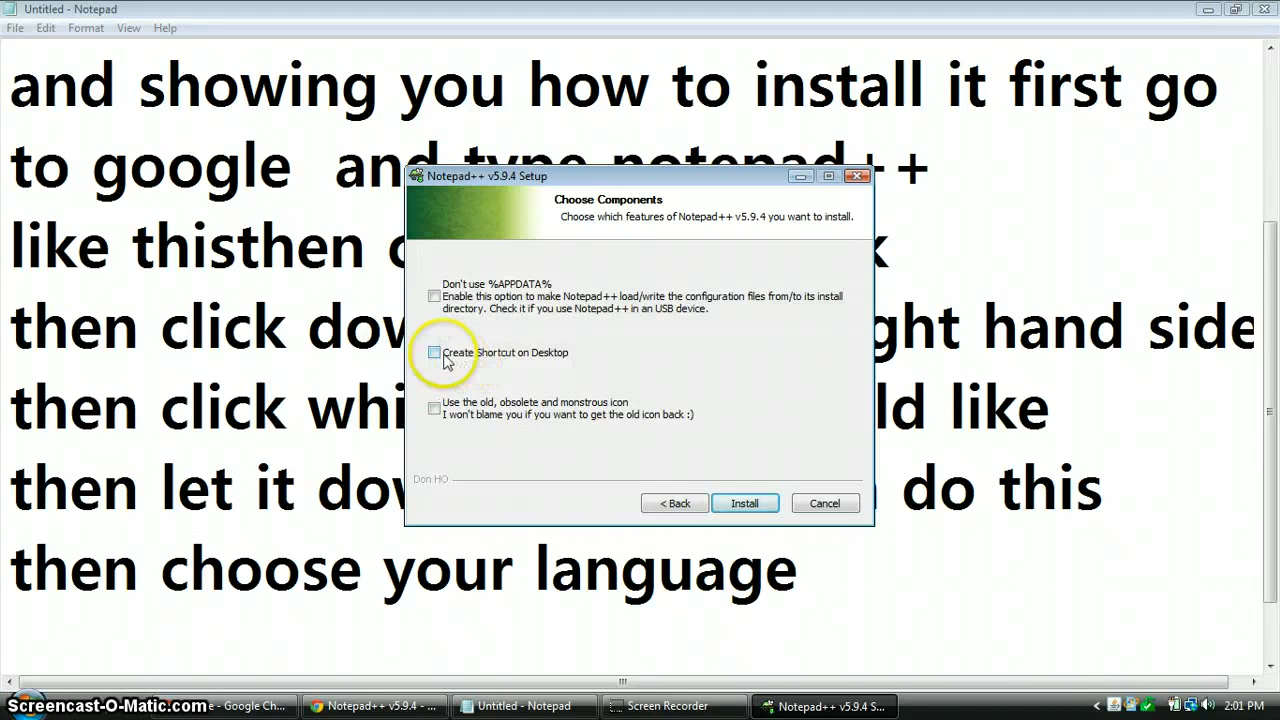 Untitled - Notepad
File Edit Format View Help
and showing you how to install it first go
to google and type notepad++
like thisthen
then click ght hand side
then click ld like
then let it do this
then choose your language
Notepad++ v5.9.4 Setup
Choose Components
Choose which features of Notepad++ v5.9.4 you want to install.
Don't use %APPDATA%
Enable this option to make Notepad++ load/write the configuration files from/to its install
directory. Check it if you use Notepad++ in an USB device.
Create Shortcut on Desktop
Use the old, obsolete and monstrous icon
I won't blame you if you want to get the old icon back :)
Don HO
< Back Install Cancel
Screencast-O-Matic.com
e - Google Ch... Notepad++ v5.9.4 - ... Untitled - Notepad Screen Recorder Notepad++ v5.9.4 S... 2:01 PM